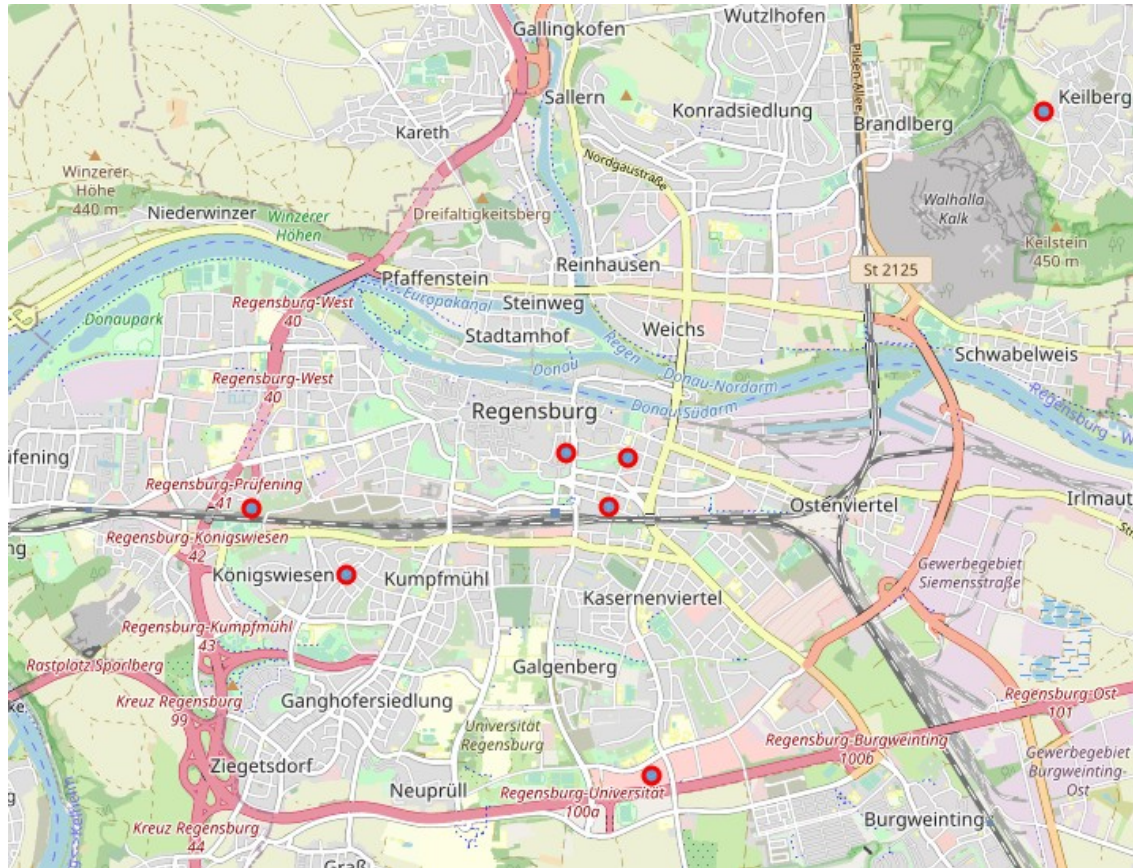 Gallingkofen
Wutzlhofen
Pilsen-Allee
Sallern
Konradsiedlung
Keilberg
Kareth
Brandlberg
Nordgaustraße
Winzerer
Höhe
440 m
Dreifaltigkeitsberg
Walhalla
Kalk
Niederwinzer
Winzerer
Höhen
Keilstein
450 m
Reinhausen
Pfaffenstein
St 2125
Europakanal
Steinweg
Regensburg-West
40
Donaupark
Stadtamhof
Weichs
Regen
Schwabelweis
Donau
Donau-Nordarm
Regensburg-West
40
Donau-Südarm
Regensburg
Regensburg - W
üfening
Regensburg-Prüfening
41
Ostenviertel
Irlmaut
Regensburg-Königswiesen
42
ng
Königswiesen
Kumpfmühl
Gewerbegebiet
Siemensstraße
Kasernenviertel
Regensburg-Kumpfmühl
43
Rastplatz Sporlberg
Galgenberg
Kreuz Regensburg
99
Ganghofersiedlung
Regensburg-Ost
101
ke
Universität
Regensburg
Regensburg-Burgweinting
100b
Gewerbegebiet
Burgweinting-
Ost
Ziegetsdorf
Neuprüll
Regensburg-Universität
100a
Burgweinting
Kreuz Regensburg
44
Graß